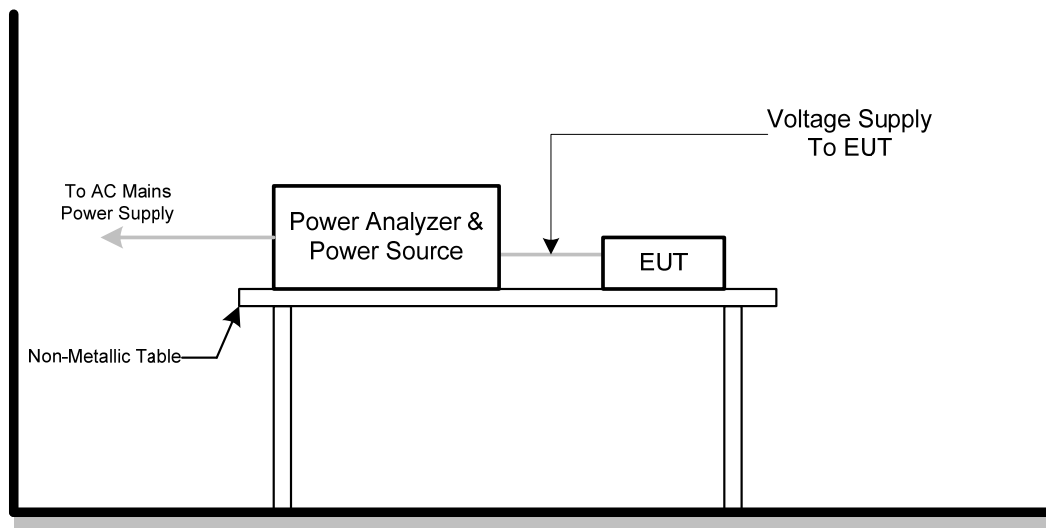 Voltage Supply
To EUT
To AC Mains
Power Supply
Power Analyzer &
Power Source
EUT
Non-Metallic Table